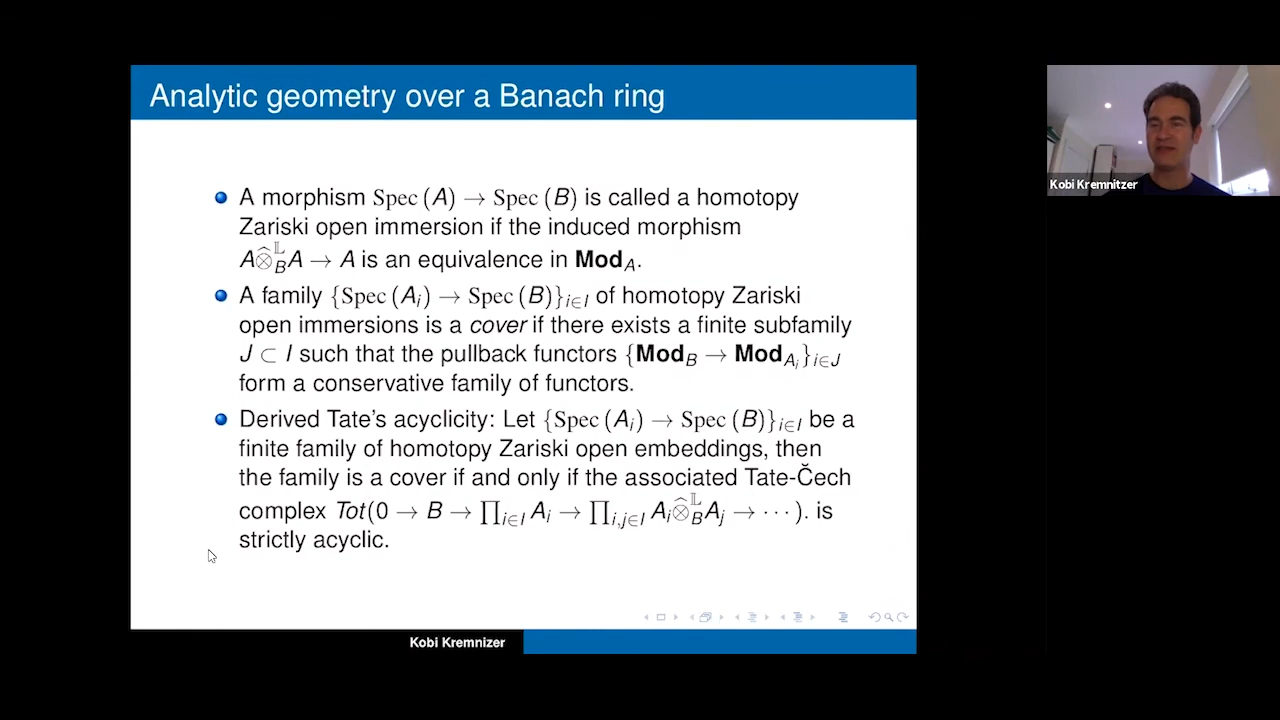 Analytic geometry over a Banach ring
A morphism Spec (A) → Spec (B) is called a homotopy
Zariski open immersion if the induced morphism
A⊗̂^𝕃_B A → A is an equivalence in Mod_A.
A family {Spec (A_i) → Spec (B)}_{i∈I} of homotopy Zariski
open immersions is a cover if there exists a finite subfamily
J ⊂ I such that the pullback functors {Mod_B → Mod_{A_i}}_{i∈J}
form a conservative family of functors.
Derived Tate's acyclicity: Let {Spec (A_i) → Spec (B)}_{i∈I} be a
finite family of homotopy Zariski open embeddings, then
the family is a cover if and only if the associated Tate-Čech
complex Tot(0 → B → ∏_{i∈I} A_i → ∏_{i,j∈I} A_i⊗̂^𝕃_B A_j → ⋯). is
strictly acyclic.
Kobi Kremnizer
Kobi Kremnitzer